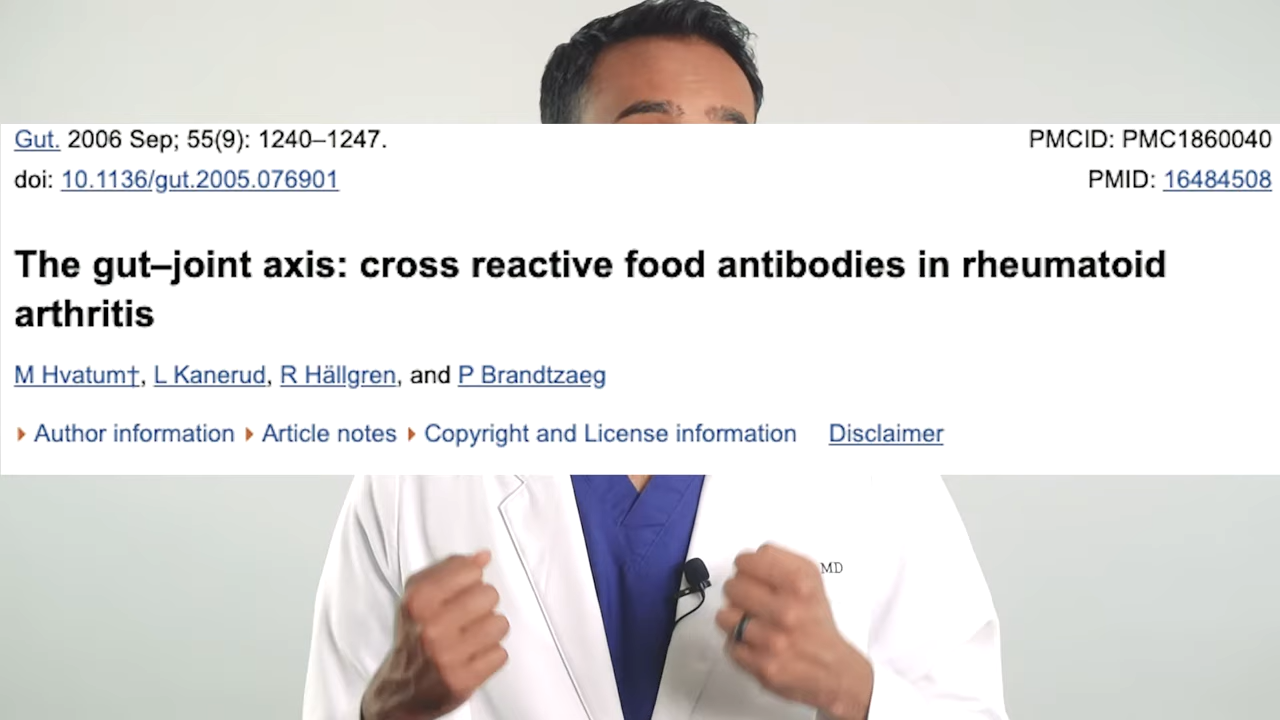 Gut. 2006 Sep; 55(9): 1240–1247. PMCID: PMC1860040
doi: 10.1136/gut.2005.076901 PMID: 16484508
The gut–joint axis: cross reactive food antibodies in rheumatoid
arthritis
M Hvatum†, L Kanerud, R Hällgren, and P Brandtzaeg
Author information Article notes Copyright and License information Disclaimer
MD